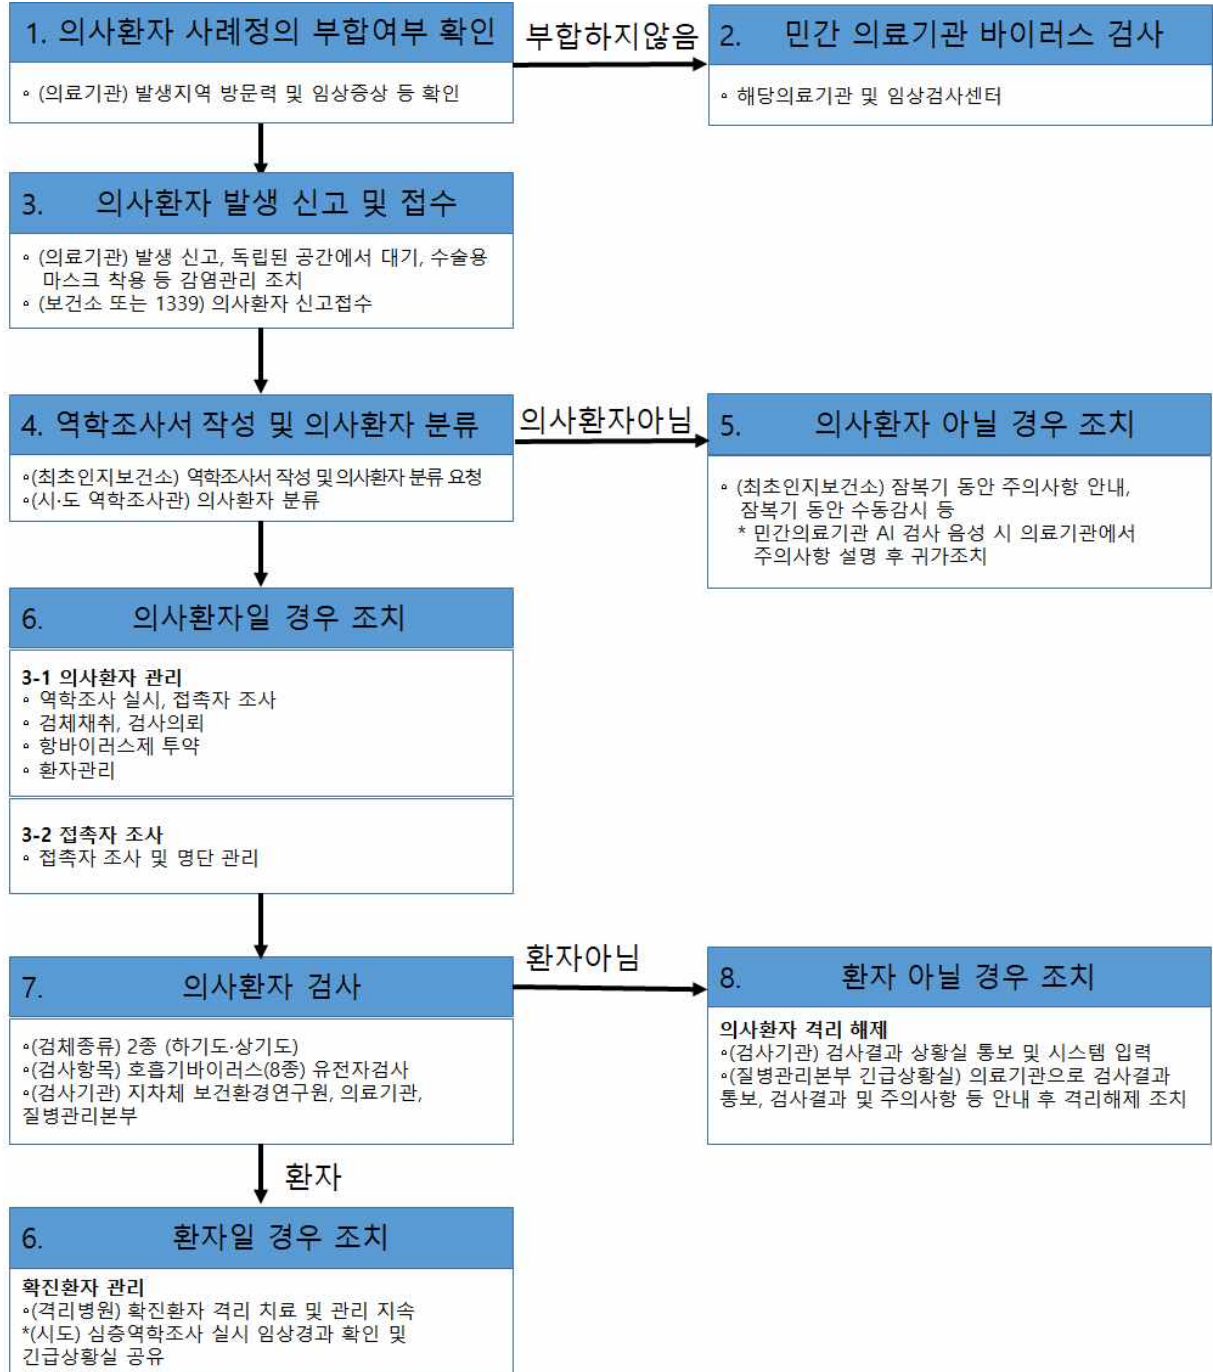 1. 의사환자 사례정의 부합여부 확인
∘ (의료기관) 발생지역 방문력 및 임상증상 등 확인
부합하지않음
2. 민간 의료기관 바이러스 검사
∘ 해당의료기관 및 임상검사센터
3. 의사환자 발생 신고 및 접수
∘ (의료기관) 발생 신고, 독립된 공간에서 대기, 수술용
마스크 착용 등 감염관리 조치
∘ (보건소 또는 1339) 의사환자 신고접수
4. 역학조사서 작성 및 의사환자 분류
∘(최초인지보건소) 역학조사서 작성 및 의사환자 분류 요청
∘(시·도 역학조사관) 의사환자 분류
의사환자아님
5. 의사환자 아닐 경우 조치
∘ (최초인지보건소) 잠복기 동안 주의사항 안내,
잠복기 동안 수동감시 등
* 민간의료기관 AI 검사 음성 시 의료기관에서
주의사항 설명 후 귀가조치
6. 의사환자일 경우 조치
3-1 의사환자 관리
∘ 역학조사 실시, 접촉자 조사
∘ 검체채취, 검사의뢰
∘ 항바이러스제 투약
∘ 환자관리
3-2 접촉자 조사
∘ 접촉자 조사 및 명단 관리
7. 의사환자 검사
∘(검체종류) 2종 (하기도·상기도)
∘(검사항목) 호흡기바이러스(8종) 유전자검사
∘(검사기관) 지차체 보건환경연구원, 의료기관,
질병관리본부
환자아님
8. 환자 아닐 경우 조치
의사환자 격리 해제
∘(검사기관) 검사결과 상황실 통보 및 시스템 입력
∘(질병관리본부 긴급상황실) 의료기관으로 검사결과
통보, 검사결과 및 주의사항 등 안내 후 격리해제 조치
환자
6. 환자일 경우 조치
확진환자 관리
∘(격리병원) 확진환자 격리 치료 및 관리 지속
*(시도) 심층역학조사 실시 임상경과 확인 및
긴급상황실 공유